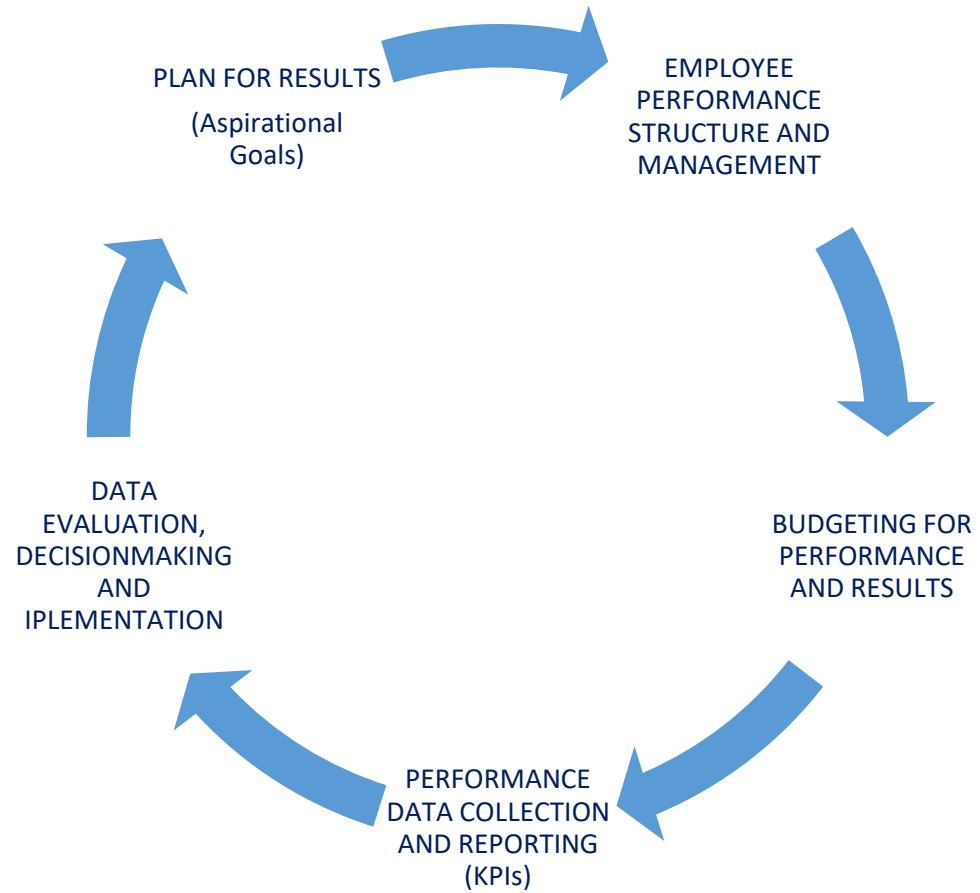 PLAN FOR RESULTS
(Aspirational
Goals)
EMPLOYEE
PERFORMANCE
STRUCTURE AND
MANAGEMENT
BUDGETING FOR
PERFORMANCE
AND RESULTS
PERFORMANCE
DATA COLLECTION
AND REPORTING
(KPIs)
DATA
EVALUATION,
DECISIONMAKING
AND
IPLEMENTATION